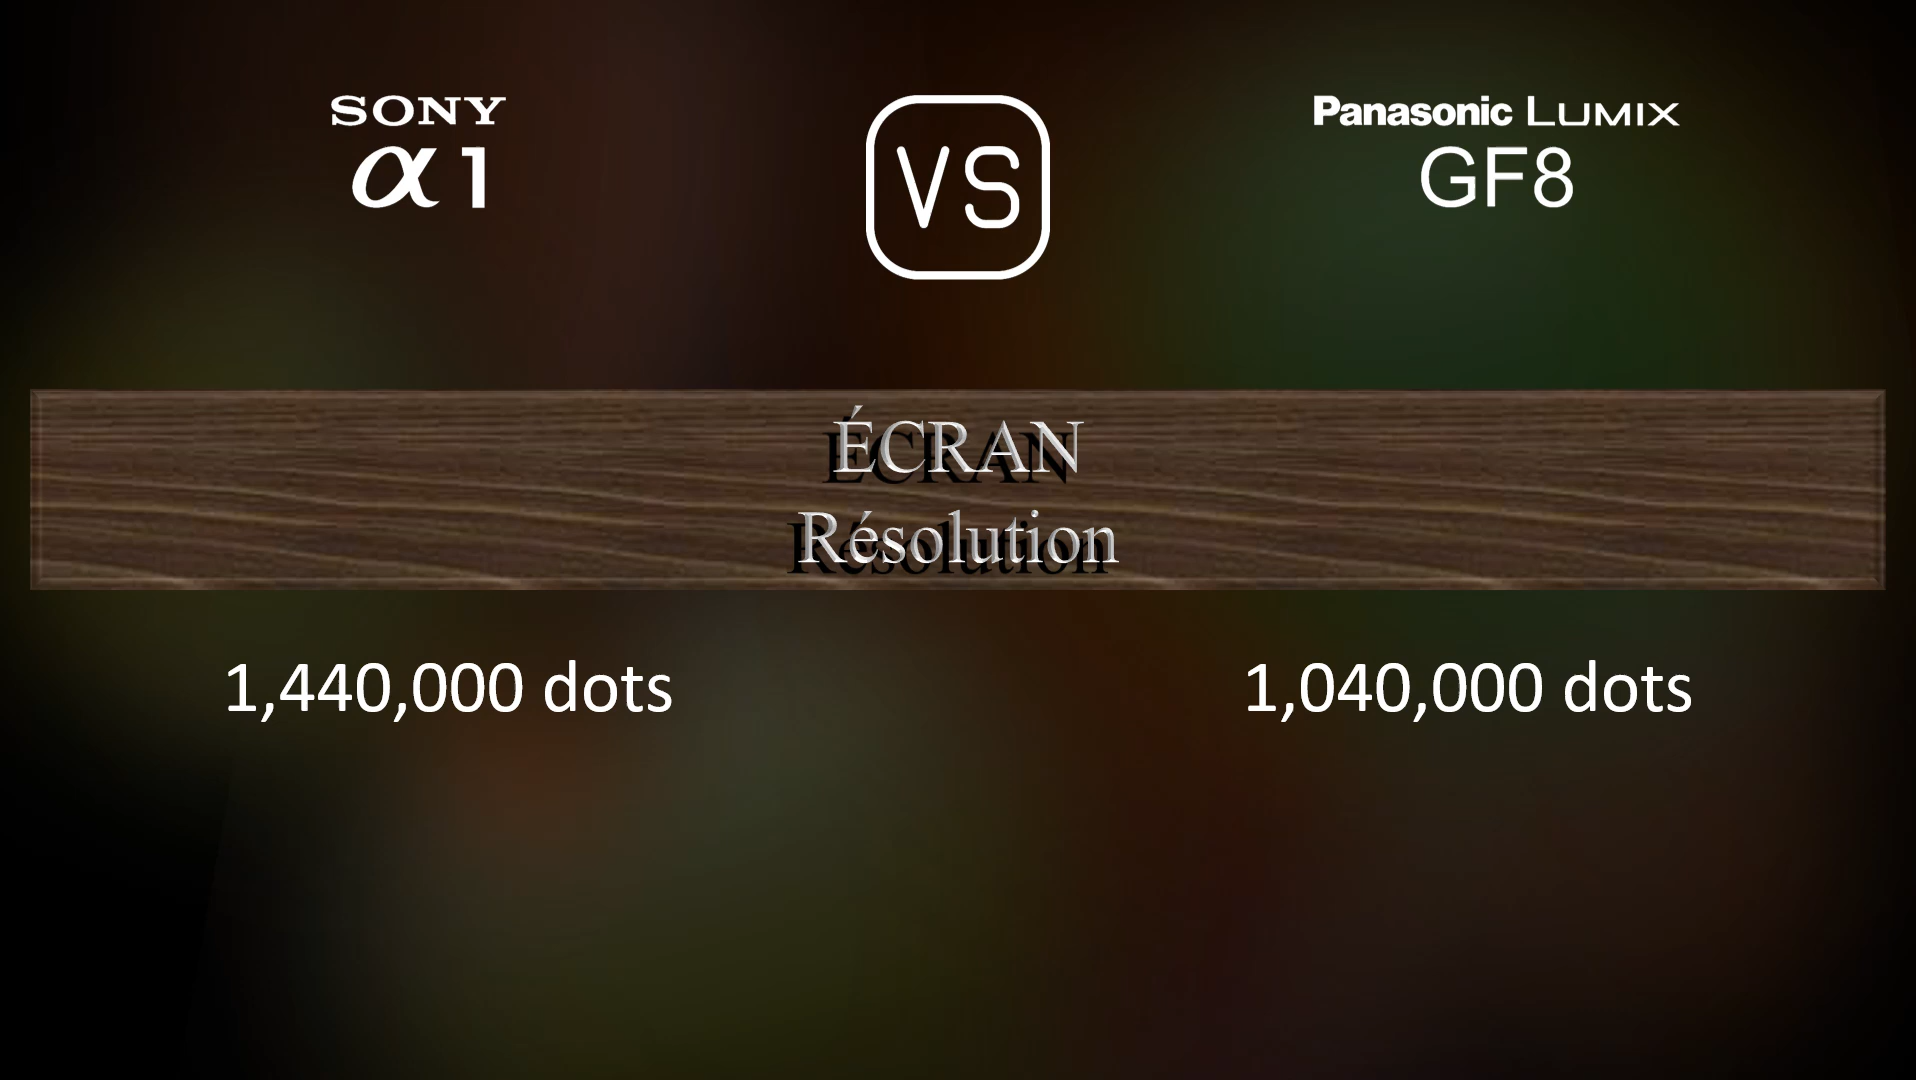 SONY
α1
VS
Panasonic LUMIX
GF8
ÉCRAN
Résolution
1,440,000 dots
1,040,000 dots